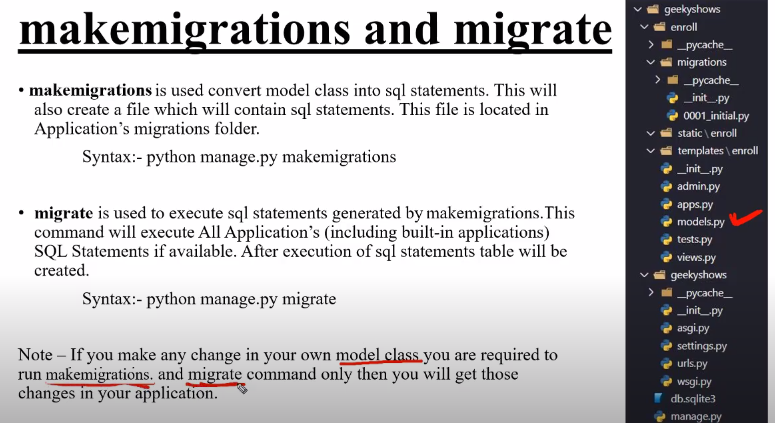 makemigrations and migrate
• makemigrations is used convert model class into sql statements. This will
also create a file which will contain sql statements. This file is located in
Application's migrations folder.
Syntax:- python manage.py makemigrations
• migrate is used to execute sql statements generated by makemigrations.This
command will execute All Application's (including built-in applications)
SQL Statements if available. After execution of sql statements table will be
created.
Syntax:- python manage.py migrate
Note – If you make any change in your own model class you are required to
run makemigrations. and migrate command only then you will get those
changes in your application.
geekyshows
enroll
__pycache__
migrations
__pycache__
__init__.py
0001_initial.py
static \ enroll
templates \ enroll
__init__.py
admin.py
apps.py
models.py
tests.py
views.py
geekyshows
__pycache__
__init__.py
asgi.py
settings.py
urls.py
wsgi.py
db.sqlite3
manage.py